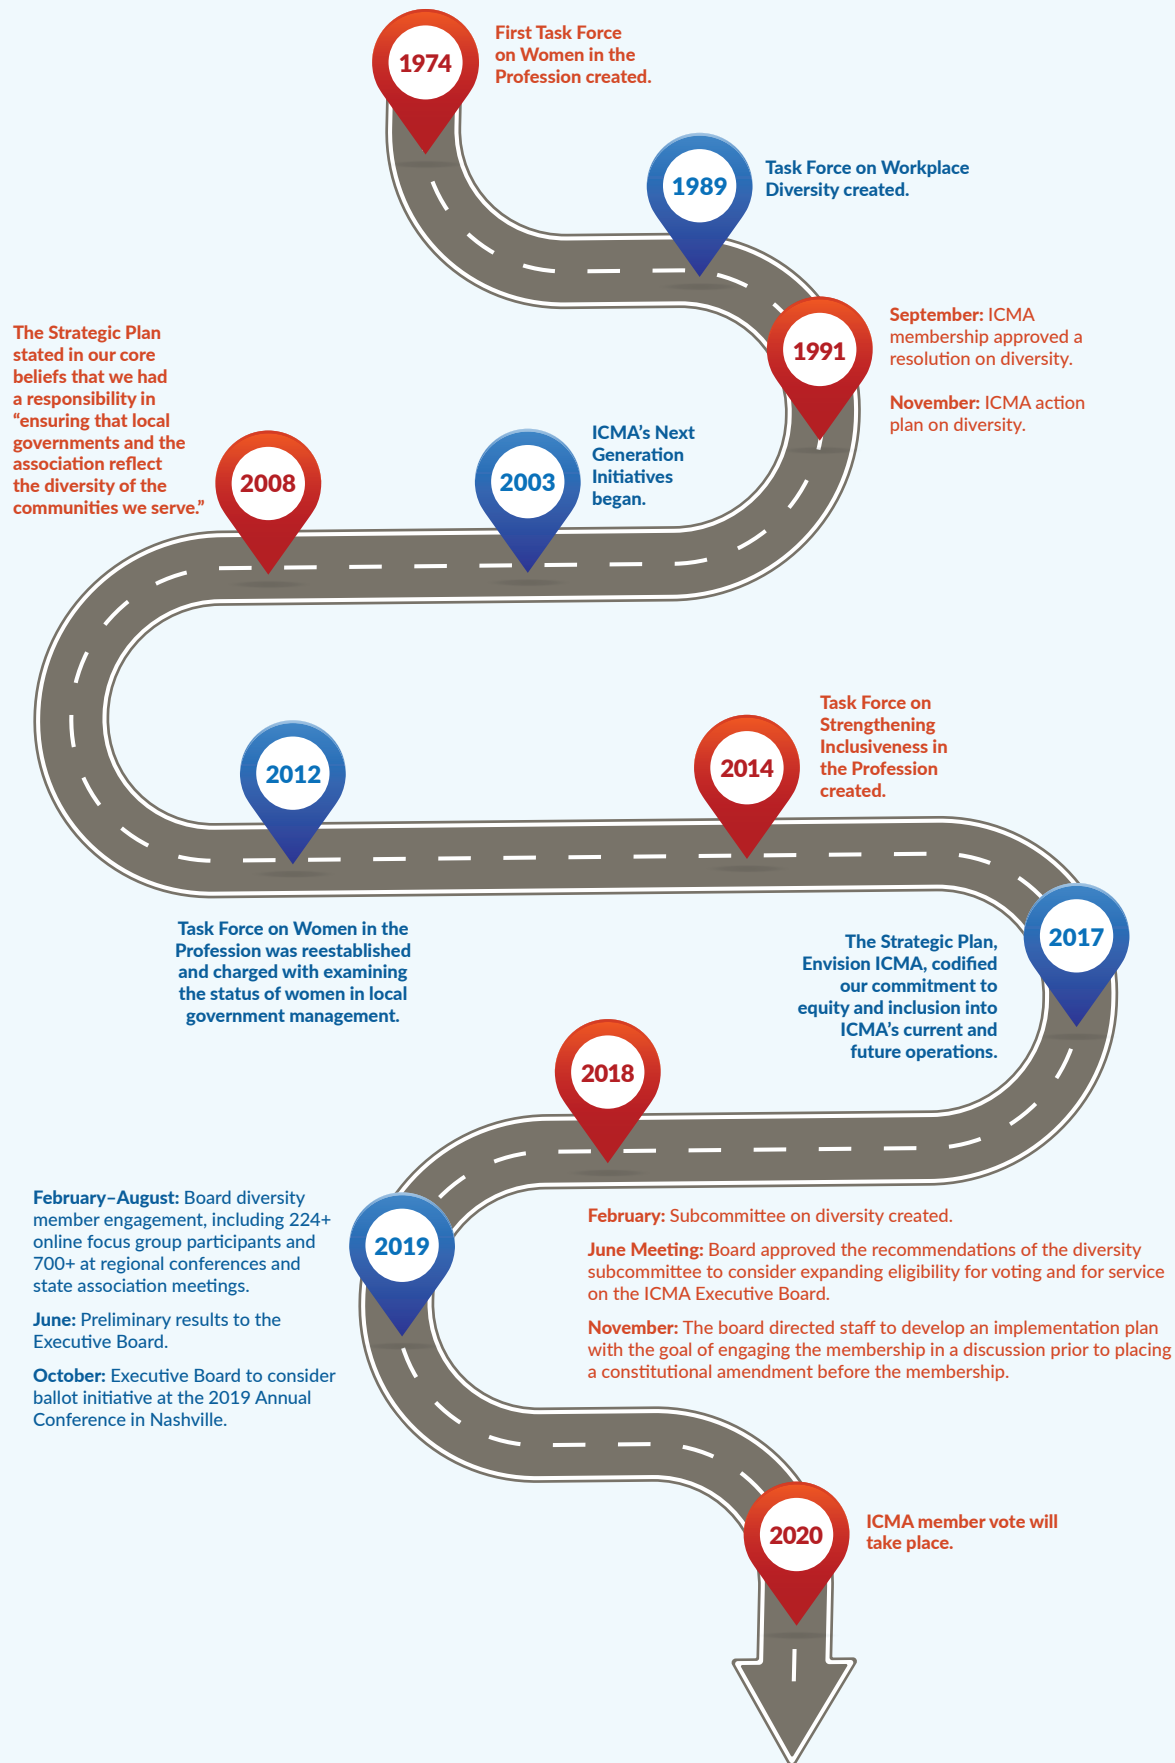 1974
First Task Force
on Women in the
Profession created.
1989
Task Force on Workplace
Diversity created.
1991
September: ICMA
membership approved a
resolution on diversity.
November: ICMA action
plan on diversity.
2003
ICMA’s Next
Generation
Initiatives
began.
2008
The Strategic Plan
stated in our core
beliefs that we had
a responsibility in
“ensuring that local
governments and the
association reflect
the diversity of the
communities we serve.”
2012
Task Force on Women in the
Profession was reestablished
and charged with examining
the status of women in local
government management.
2014
Task Force on
Strengthening
Inclusiveness in
the Profession
created.
2017
The Strategic Plan,
Envision ICMA, codified
our commitment to
equity and inclusion into
ICMA’s current and
future operations.
2018
February: Subcommittee on diversity created.
June Meeting: Board approved the recommendations of the diversity
subcommittee to consider expanding eligibility for voting and for service
on the ICMA Executive Board.
November: The board directed staff to develop an implementation plan
with the goal of engaging the membership in a discussion prior to placing
a constitutional amendment before the membership.
2019
February–August: Board diversity
member engagement, including 224+
online focus group participants and
700+ at regional conferences and
state association meetings.
June: Preliminary results to the
Executive Board.
October: Executive Board to consider
ballot initiative at the 2019 Annual
Conference in Nashville.
2020
ICMA member vote will
take place.